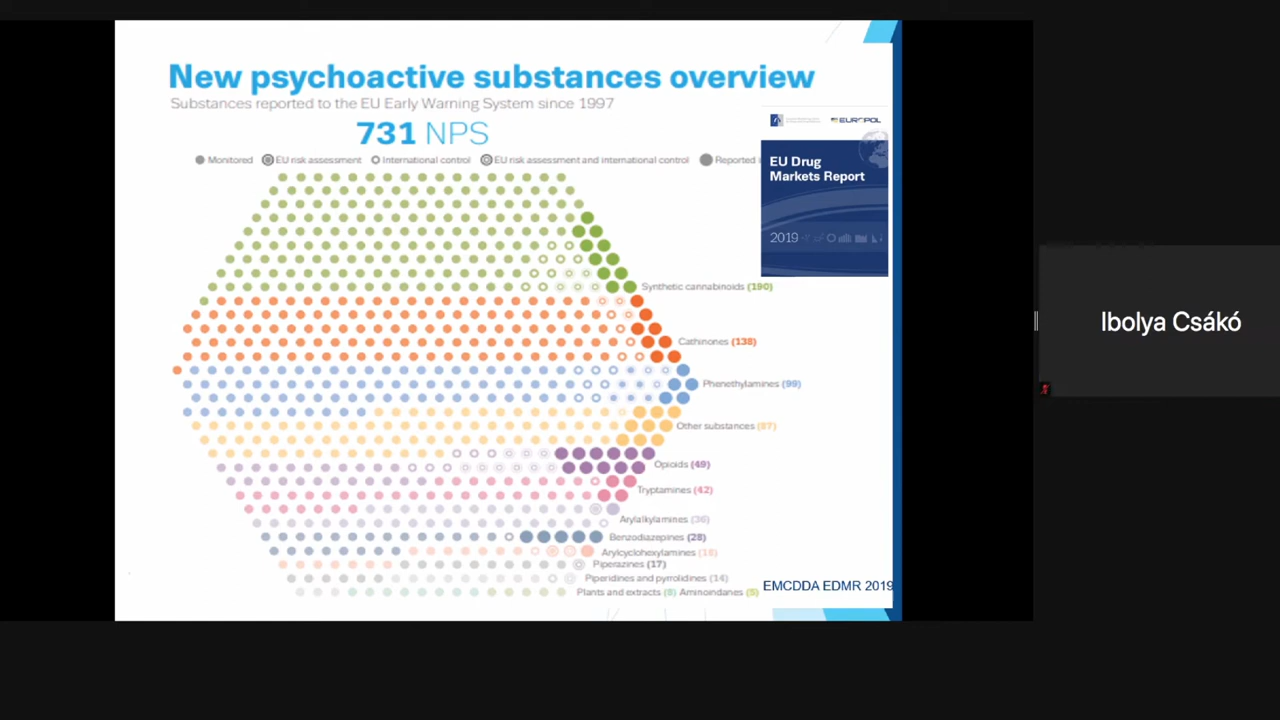 New psychoactive substances overview
Substances reported to the EU Early Warning System since 1997
731 NPS
Monitored EU risk assessment International control EU risk assessment and international control Reported
EUROPOL
EU Drug
Markets Report
2019
Synthetic cannabinoids (190)
Cathinones (138)
Phenethylamines (99)
Other substances (87)
Opioids (49)
Tryptamines (42)
Arylalkylamines (36)
Benzodiazepines (28)
Arylcyclohexylamines (18)
Piperazines (17)
Piperidines and pyrrolidines (14)
Plants and extracts (8) Aminoindanes (5)
EMCDDA EDMR 2019
Ibolya Csákó